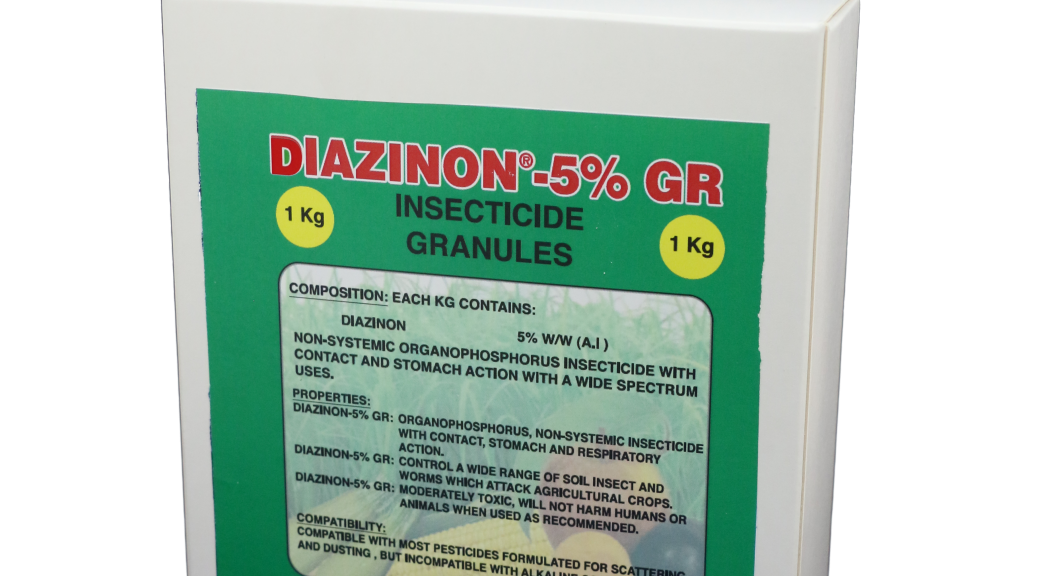 DIAZINON®-5% GR
INSECTICIDE
GRANULES
1 Kg
1 Kg
COMPOSITION: EACH KG CONTAINS:
DIAZINON 5% W/W (A.I )
NON-SYSTEMIC ORGANOPHOSPHORUS INSECTICIDE WITH
CONTACT AND STOMACH ACTION WITH A WIDE SPECTRUM
USES.
PROPERTIES:
DIAZINON-5% GR: ORGANOPHOSPHORUS, NON-SYSTEMIC INSECTICIDE
WITH CONTACT, STOMACH AND RESPIRATORY
ACTION.
DIAZINON-5% GR: CONTROL A WIDE RANGE OF SOIL INSECT AND
WORMS WHICH ATTACK AGRICULTURAL CROPS.
DIAZINON-5% GR: MODERATELY TOXIC, WILL NOT HARM HUMANS OR
ANIMALS WHEN USED AS RECOMMENDED.
COMPATIBILITY:
COMPATIBLE WITH MOST PESTICIDES FORMULATED FOR SCATTERING
AND DUSTING , BUT INCOMPATIBLE WITH ALKALINE